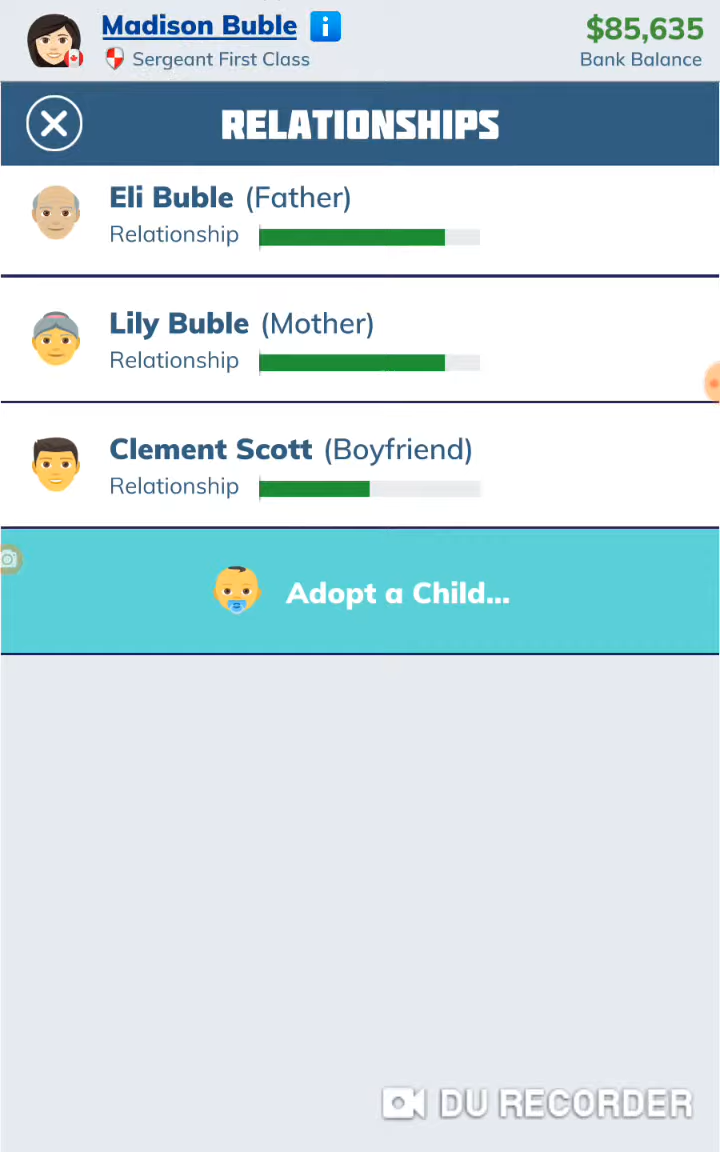 Madison Buble
Sergeant First Class
$85,635
Bank Balance
RELATIONSHIPS
Eli Buble (Father)
Relationship
Lily Buble (Mother)
Relationship
Clement Scott (Boyfriend)
Relationship
Adopt a Child...
DU RECORDER